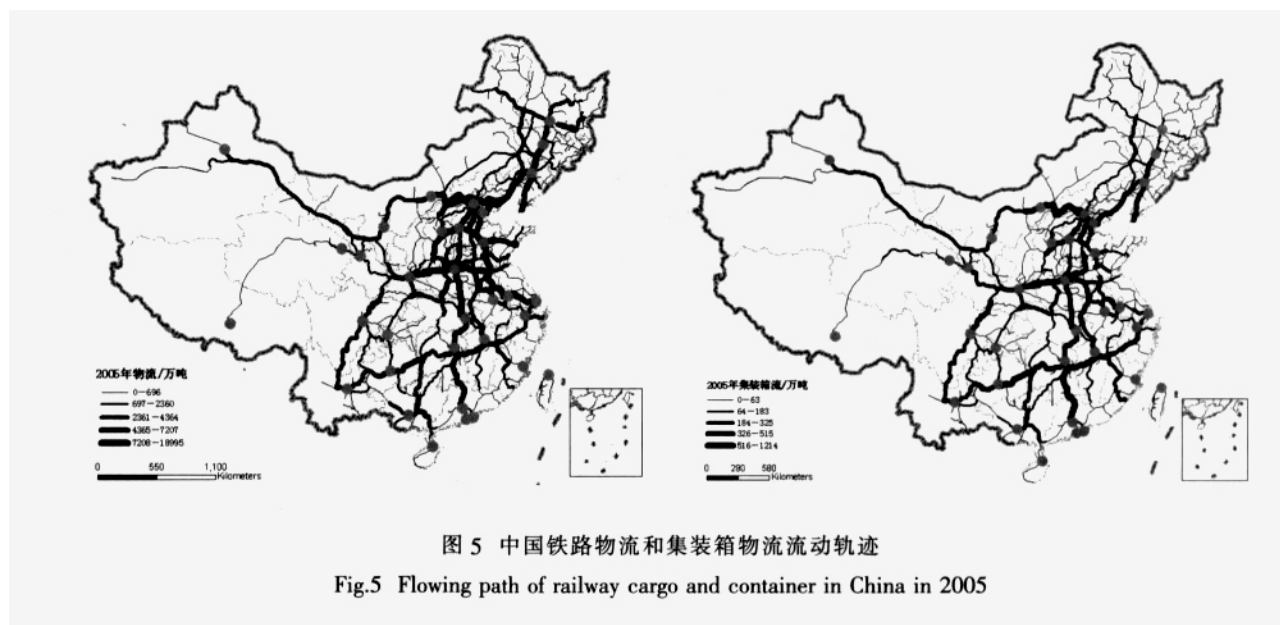 2005年物流/万吨
0—696
697—2360
2361—4364
4365—7207
7208—18995
0 550 1,100
Kilometers
2005年集装箱流/万吨
0—63
64—183
184—325
326—515
516—1214
0 290 580
Kilometers
图 5 中国铁路物流和集装箱物流流动轨迹
Fig.5 Flowing path of railway cargo and container in China in 2005